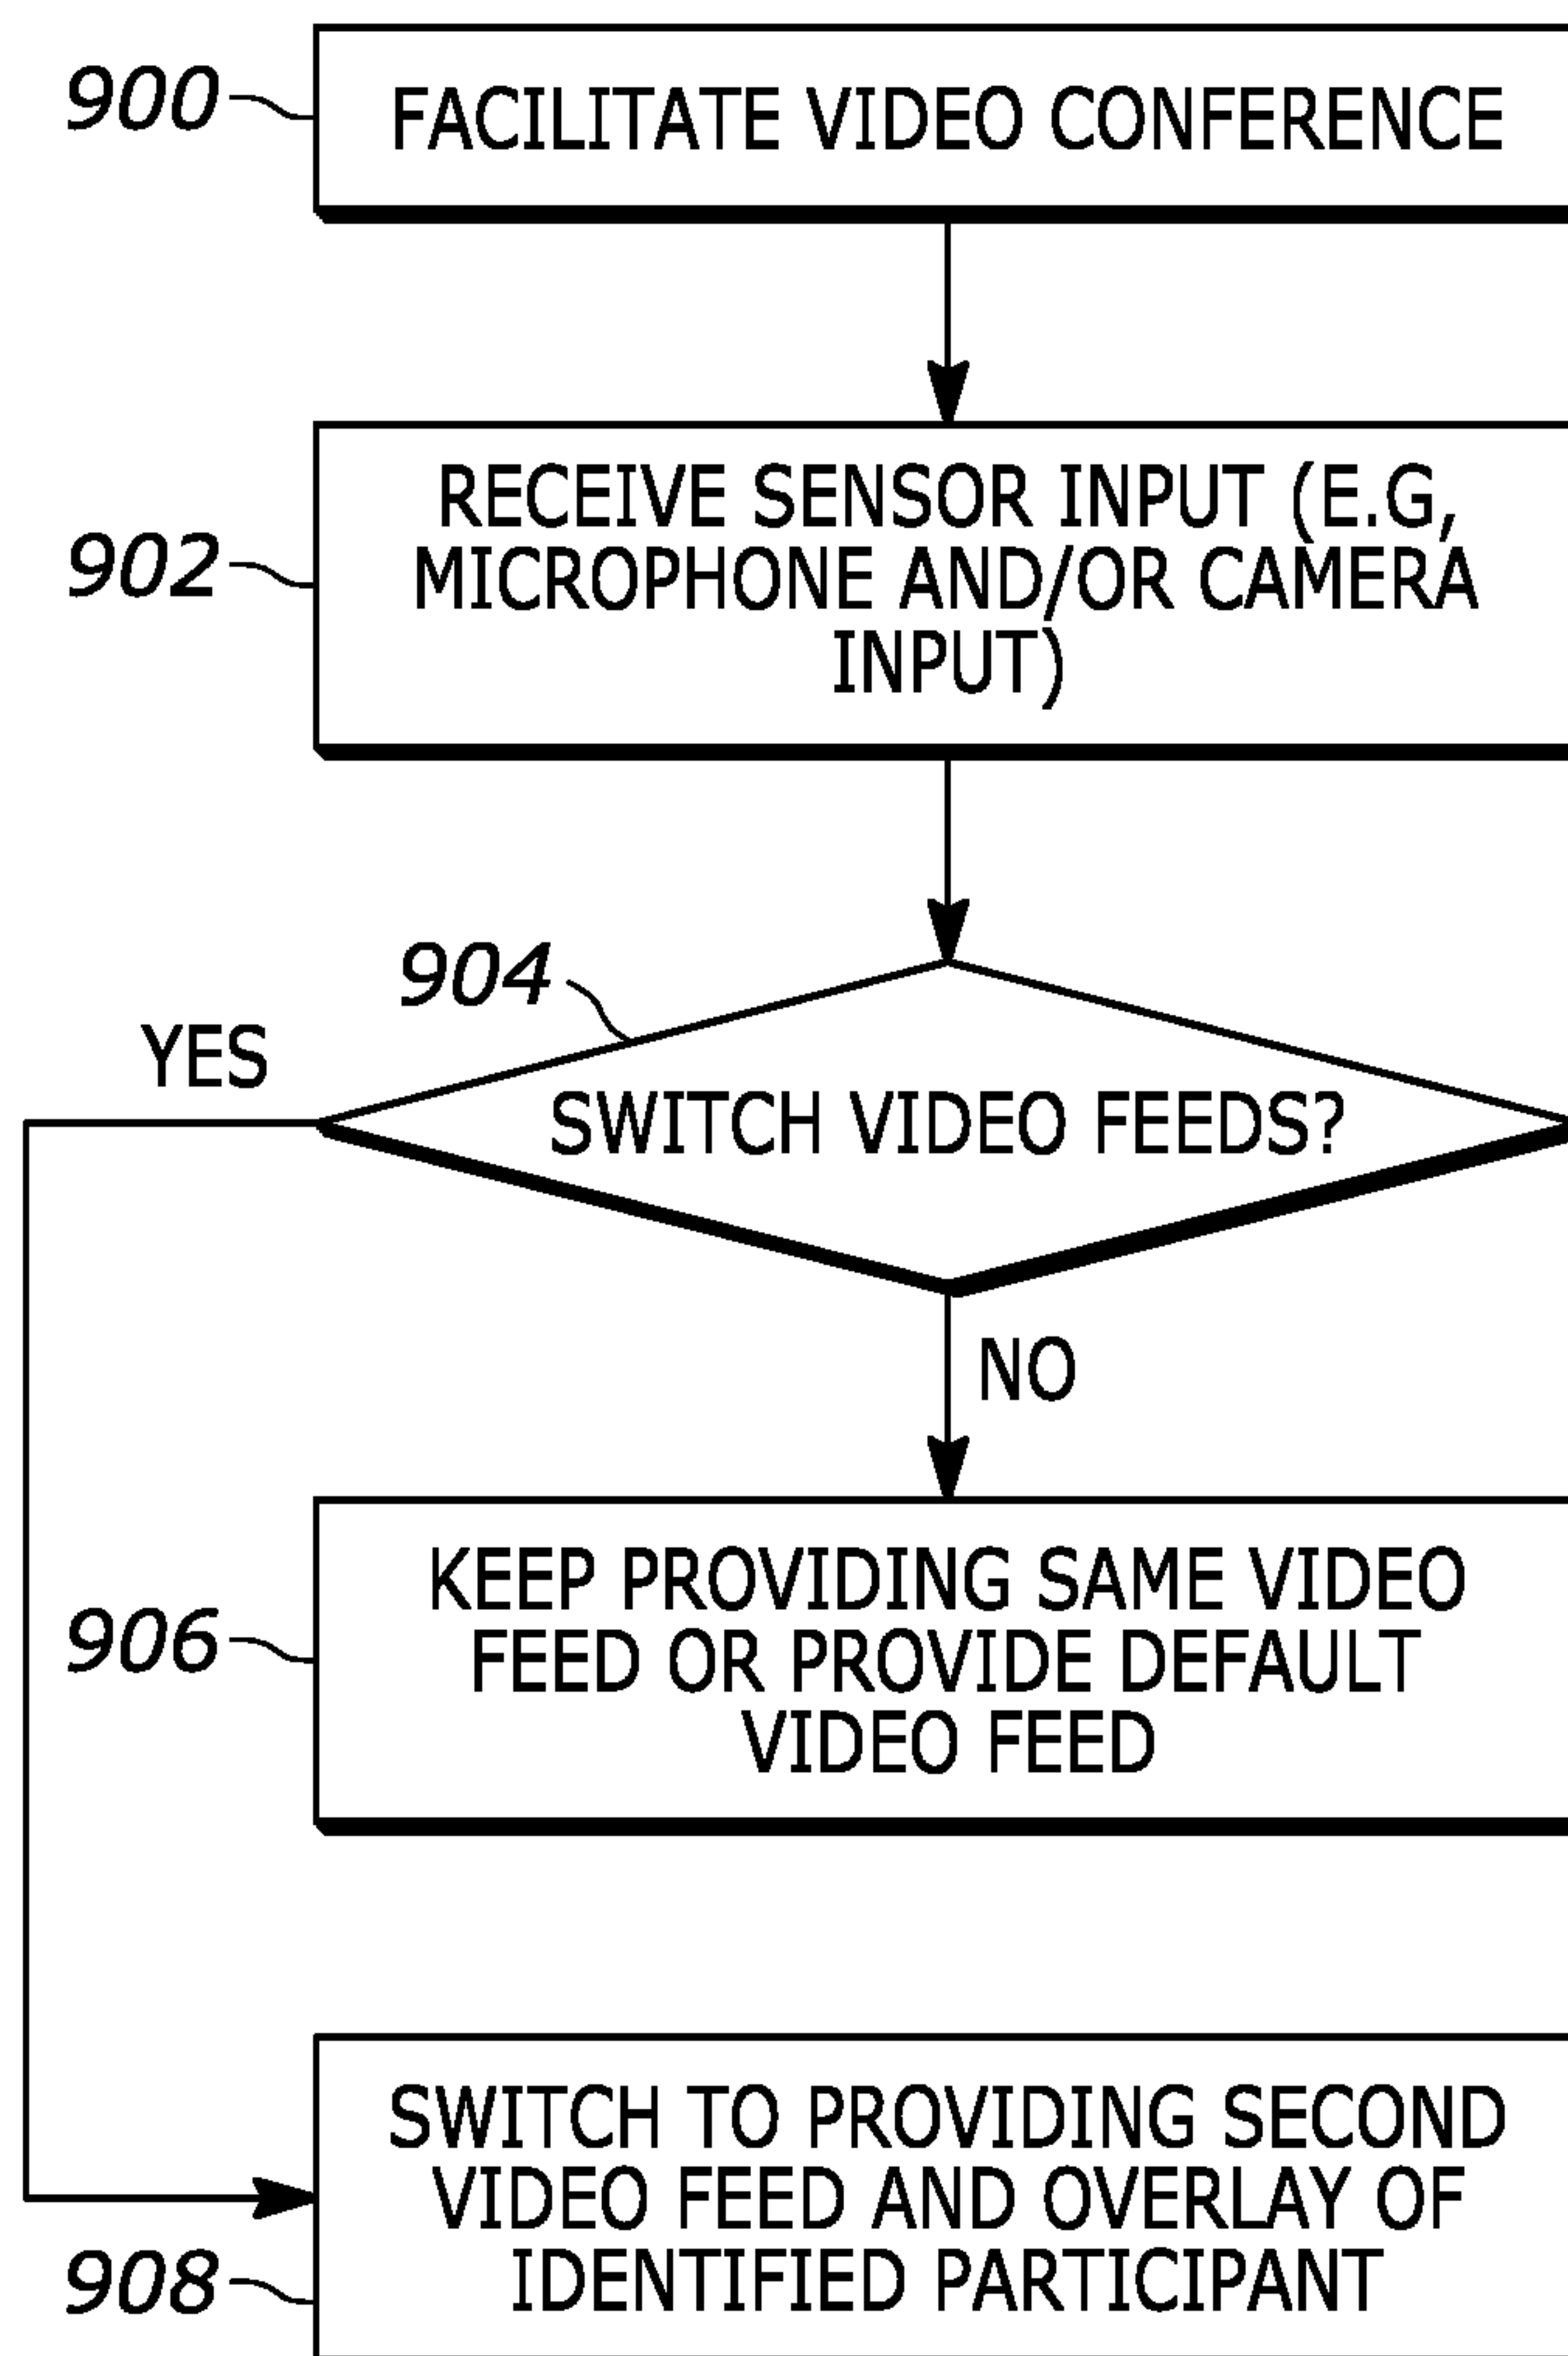 900
FACILITATE VIDEO CONFERENCE
902
RECEIVE SENSOR INPUT (E.G,
MICROPHONE AND/OR CAMERA
INPUT)
904
YES
SWITCH VIDEO FEEDS?
NO
906
KEEP PROVIDING SAME VIDEO
FEED OR PROVIDE DEFAULT
VIDEO FEED
SWITCH TO PROVIDING SECOND
VIDEO FEED AND OVERLAY OF
IDENTIFIED PARTICIPANT
908